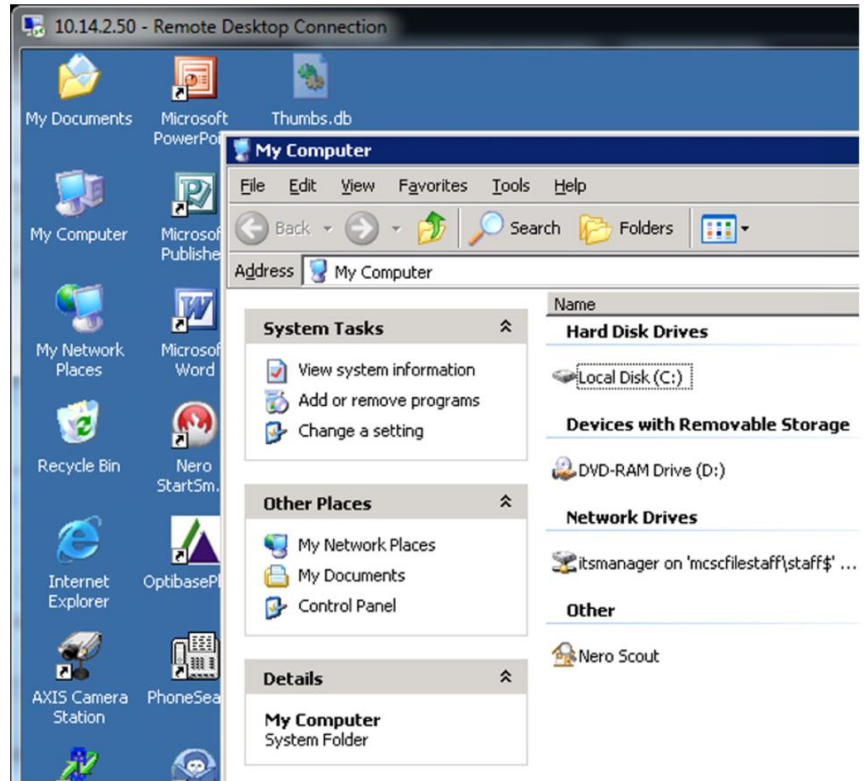 10.14.2.50 - Remote Desktop Connection
My Documents
Microsoft
PowerPoi
Thumbs.db
My Computer
Microsof
Publishe
My Network
Places
Microsof
Word
Recycle Bin
Nero
StartSm..
Internet
Explorer
OptibasePl
AXIS Camera
Station
PhoneSea
My Computer
File Edit View Favorites Tools Help
Back Search Folders
Address My Computer
System Tasks
View system information
Add or remove programs
Change a setting
Other Places
My Network Places
My Documents
Control Panel
Details
My Computer
System Folder
Name
Hard Disk Drives
Local Disk (C:)
Devices with Removable Storage
DVD-RAM Drive (D:)
Network Drives
itsmanager on 'mcscfilestaff\staff$' ...
Other
Nero Scout